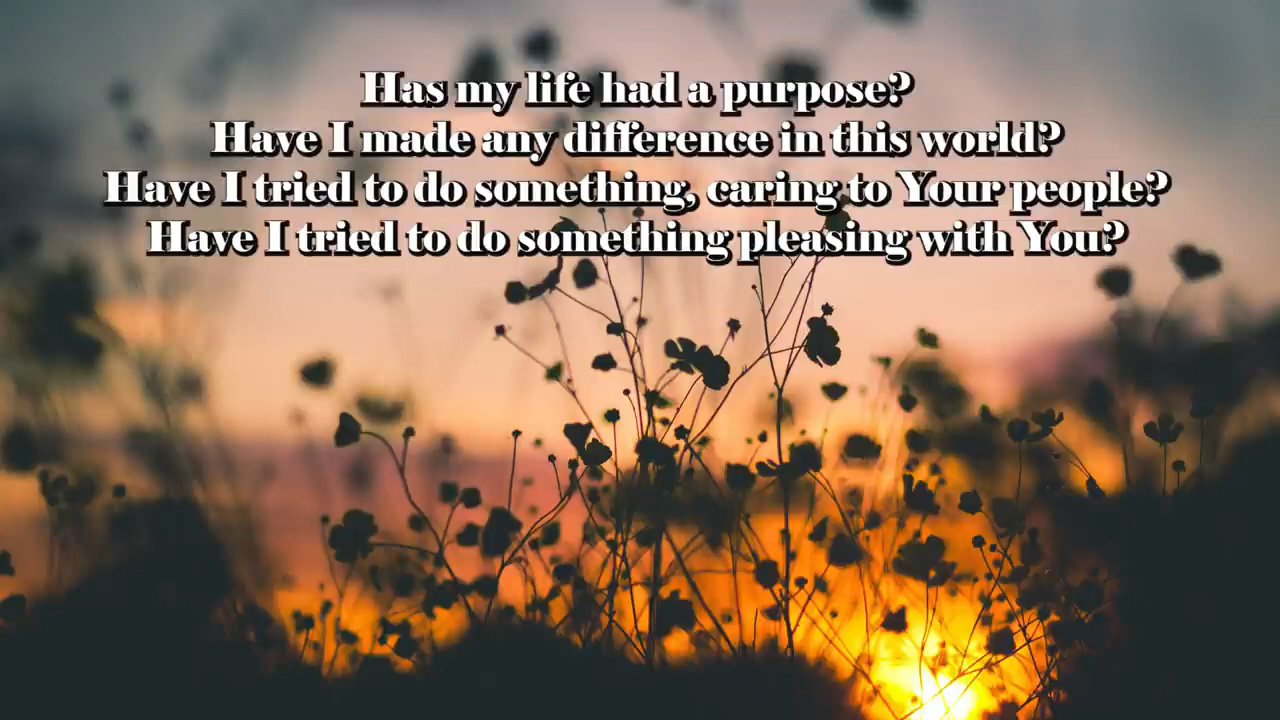 Has my life had a purpose?
Have I made any difference in this world?
Have I tried to do something, caring to Your people?
Have I tried to do something pleasing with You?